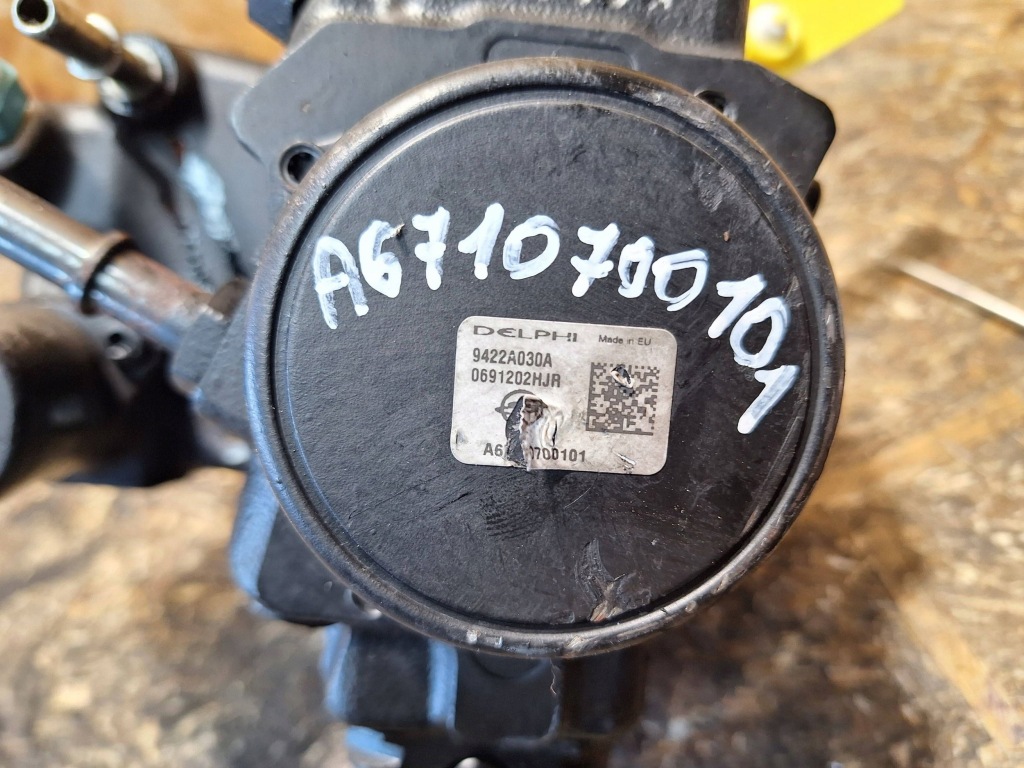 A6710700101
DELPHI Made in EU
9422A030A
0691202HJR